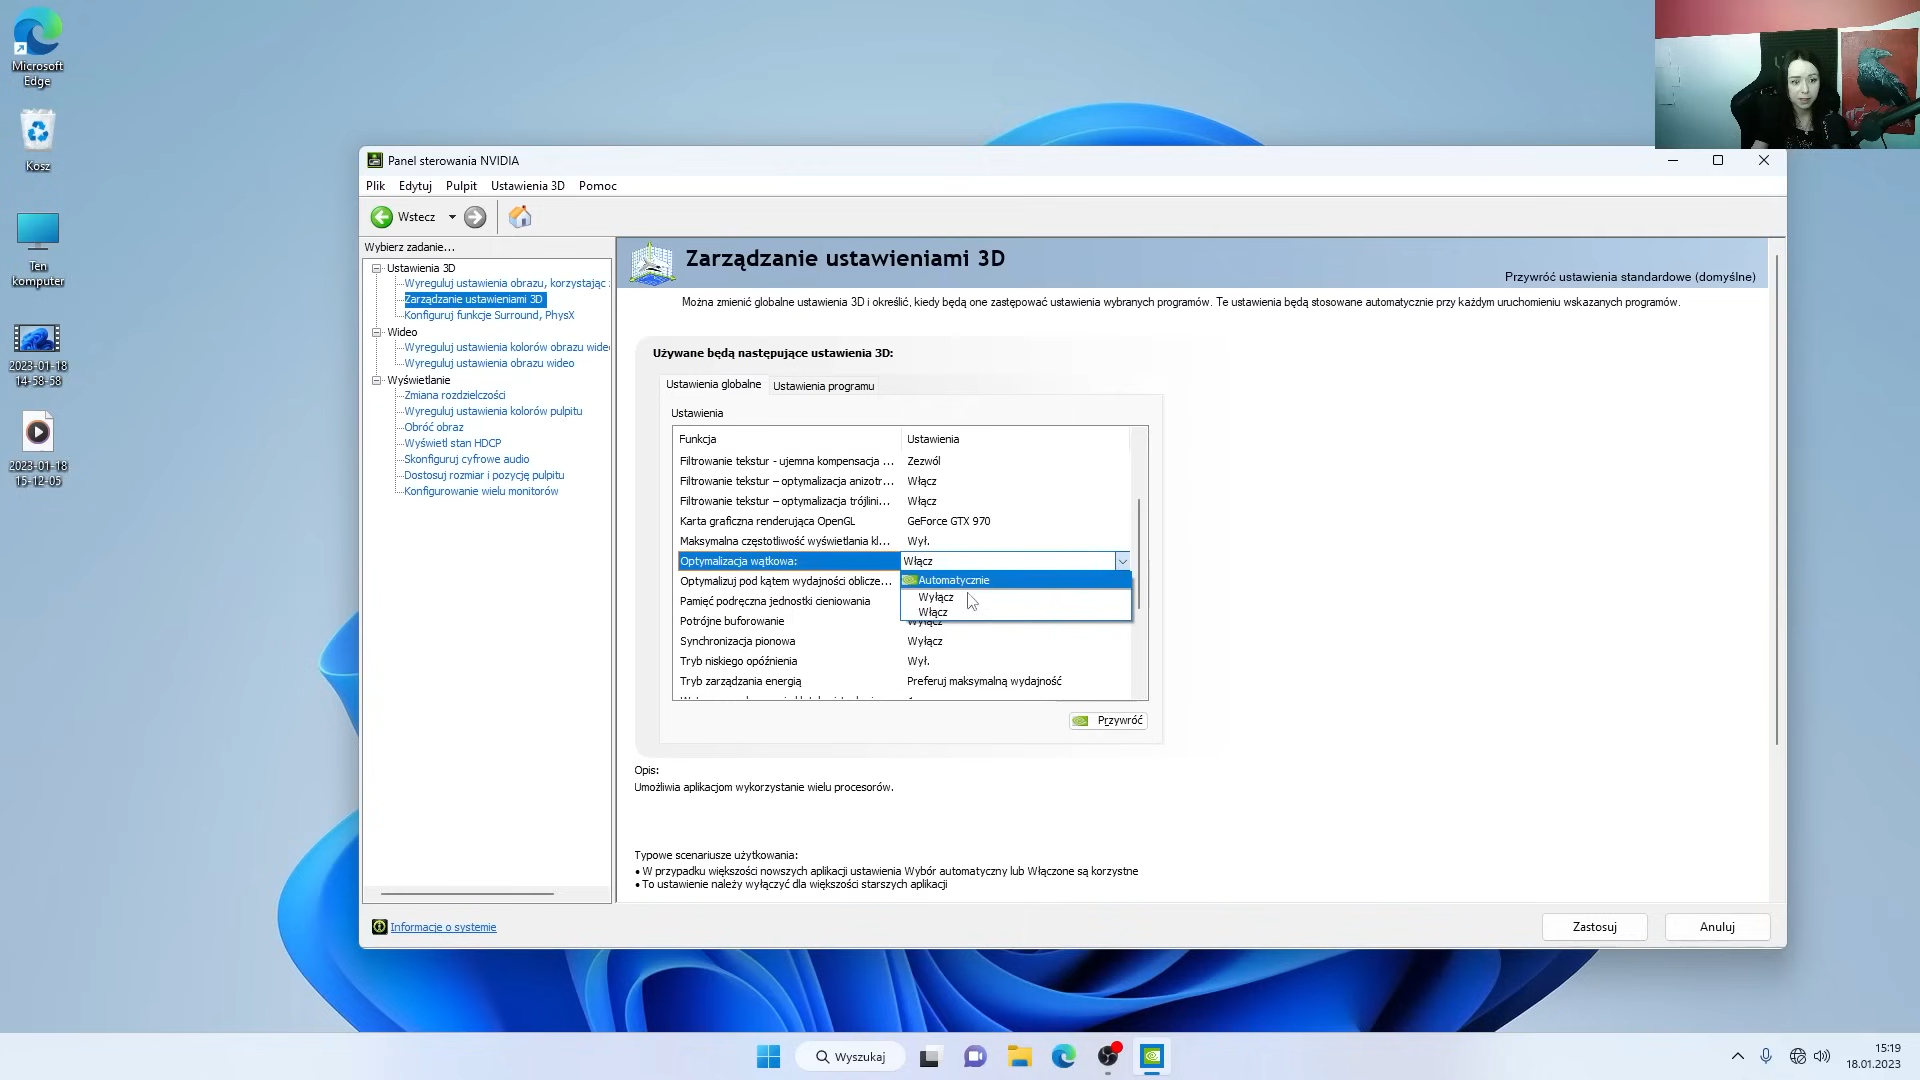 Microsoft
Edge
Kosz
Ten
komputer
2023-01-18
14-58-58
2023-01-18
15-12-05
Panel sterowania NVIDIA
Plik Edytuj Pulpit Ustawienia 3D Pomoc
Wstecz
Wybierz zadanie...
Ustawienia 3D
Wyreguluj ustawienia obrazu, korzystając
Zarządzanie ustawieniami 3D
Konfiguruj funkcje Surround, PhysX
Wideo
Wyreguluj ustawienia kolorów obrazu wide
Wyreguluj ustawienia obrazu wideo
Wyświetlanie
Zmiana rozdzielczości
Wyreguluj ustawienia kolorów pulpitu
Obróć obraz
Wyświetl stan HDCP
Skonfiguruj cyfrowe audio
Dostosuj rozmiar i pozycję pulpitu
Konfigurowanie wielu monitorów
Informacje o systemie
Zarządzanie ustawieniami 3D
Przywróć ustawienia standardowe (domyślne)
Można zmienić globalne ustawienia 3D i określić, kiedy będą one zastępować ustawienia wybranych programów. Te ustawienia będą stosowane automatycznie przy każdym uruchomieniu wskazanych programów.
Używane będą następujące ustawienia 3D:
Ustawienia globalne Ustawienia programu
Ustawienia
Funkcja Ustawienia
Filtrowanie tekstur - ujemna kompensacja ... Zezwól
Filtrowanie tekstur – optymalizacja anizotr... Włącz
Filtrowanie tekstur – optymalizacja trójlini... Włącz
Karta graficzna renderująca OpenGL GeForce GTX 970
Maksymalna częstotliwość wyświetlania kl... Wył.
Optymalizacja wątkowa: Włącz
Automatycznie
Optymalizuj pod kątem wydajności oblicze...
Wyłącz
Pamięć podręczna jednostki cieniowania
Włącz
Potrójne buforowanie Wyłącz
Synchronizacja pionowa Wyłącz
Tryb niskiego opóźnienia Wył.
Tryb zarządzania energią Preferuj maksymalną wydajność
Przywróć
Opis:
Umożliwia aplikacjom wykorzystanie wielu procesorów.
Typowe scenariusze użytkowania:
• W przypadku większości nowszych aplikacji ustawienia Wybór automatyczny lub Włączone są korzystne
• To ustawienie należy wyłączyć dla większości starszych aplikacji
Zastosuj Anuluj
Wyszukaj
15:19
18.01.2023